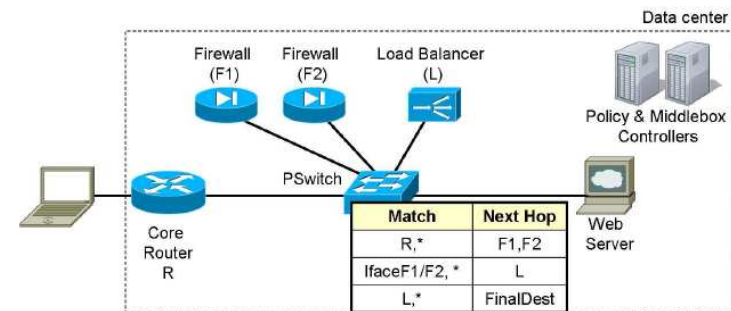 Data center
Firewall
(F1)
Firewall
(F2)
Load Balancer
(L)
Policy & Middlebox
Controllers
PSwitch
Core
Router
R
Match Next Hop
R,* F1,F2
IfaceF1/F2, * L
L,* FinalDest
Web
Server